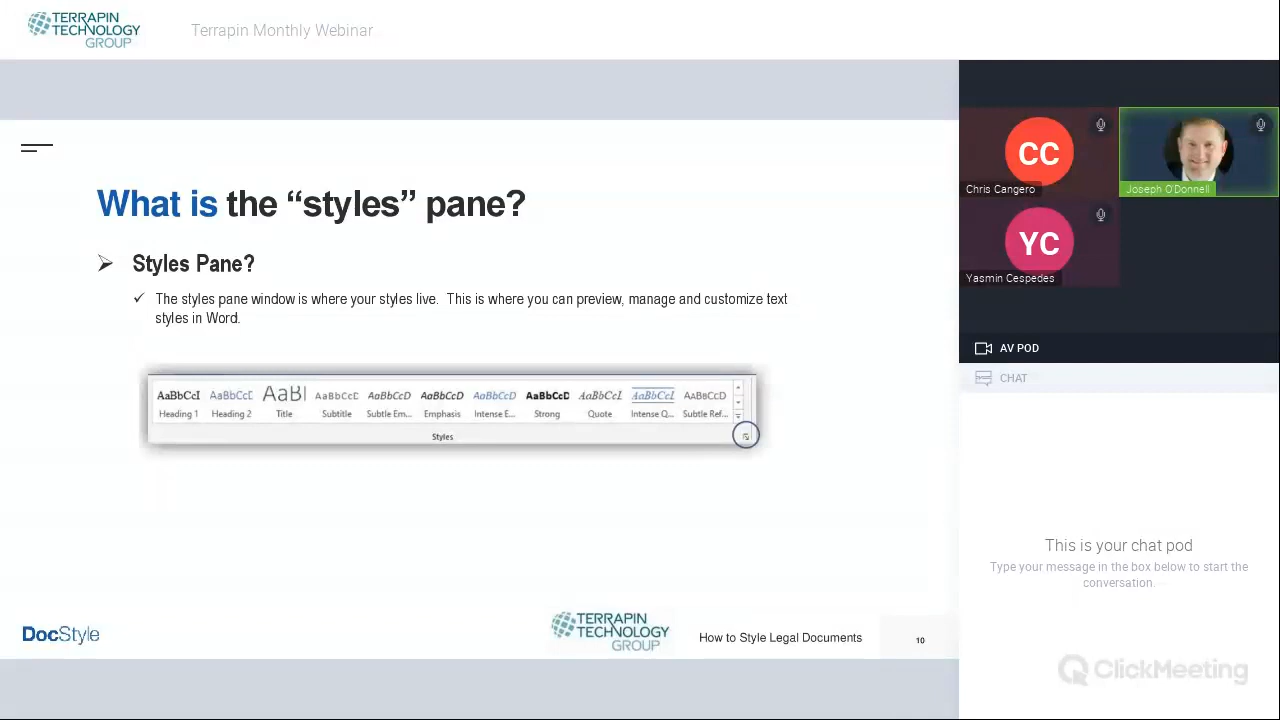 TERRAPIN
TECHNOLOGY
GROUP
Terrapin Monthly Webinar
What is the “styles” pane?
Styles Pane?
The styles pane window is where your styles live. This is where you can preview, manage and customize text
styles in Word.
AaBbCcI AaBbCcD AaBI AaBbCcD AaBbCcD AaBbCcD AaBbCcD AaBbCcD AaBbCcI AaBbCcI AaBbCcD
Heading 1 Heading 2 Title Subtitle Subtle Em... Emphasis Intense E... Strong Quote Intense Q... Subtle Ref...
Styles
DocStyle
TERRAPIN
TECHNOLOGY
GROUP
How to Style Legal Documents
10
CC
Chris Cangero
Joseph O'Donnell
YC
Yasmin Cespedes
AV POD
CHAT
This is your chat pod
Type your message in the box below to start the
conversation.
ClickMeeting